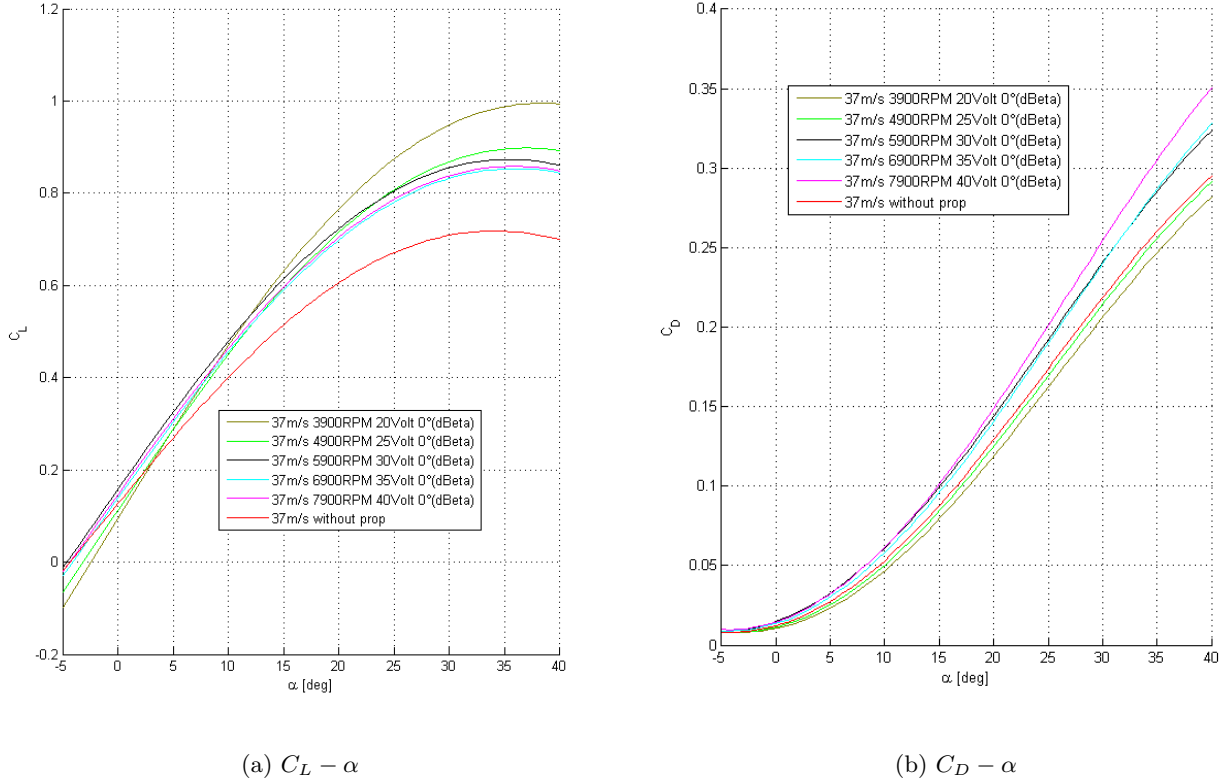 1.2
1
0.8
0.6
0.4
0.2
0
-0.2
C_L
-5 0 5 10 15 20 25 30 35 40
α [deg]
37m/s 3900RPM 20Volt 0°(dBeta)
37m/s 4900RPM 25Volt 0°(dBeta)
37m/s 5900RPM 30Volt 0°(dBeta)
37m/s 6900RPM 35Volt 0°(dBeta)
37m/s 7900RPM 40Volt 0°(dBeta)
37m/s without prop
(a) C_L − α
0.4
0.35
0.3
0.25
0.2
0.15
0.1
0.05
0
C_D
-5 0 5 10 15 20 25 30 35 40
α [deg]
37m/s 3900RPM 20Volt 0°(dBeta)
37m/s 4900RPM 25Volt 0°(dBeta)
37m/s 5900RPM 30Volt 0°(dBeta)
37m/s 6900RPM 35Volt 0°(dBeta)
37m/s 7900RPM 40Volt 0°(dBeta)
37m/s without prop
(b) C_D − α